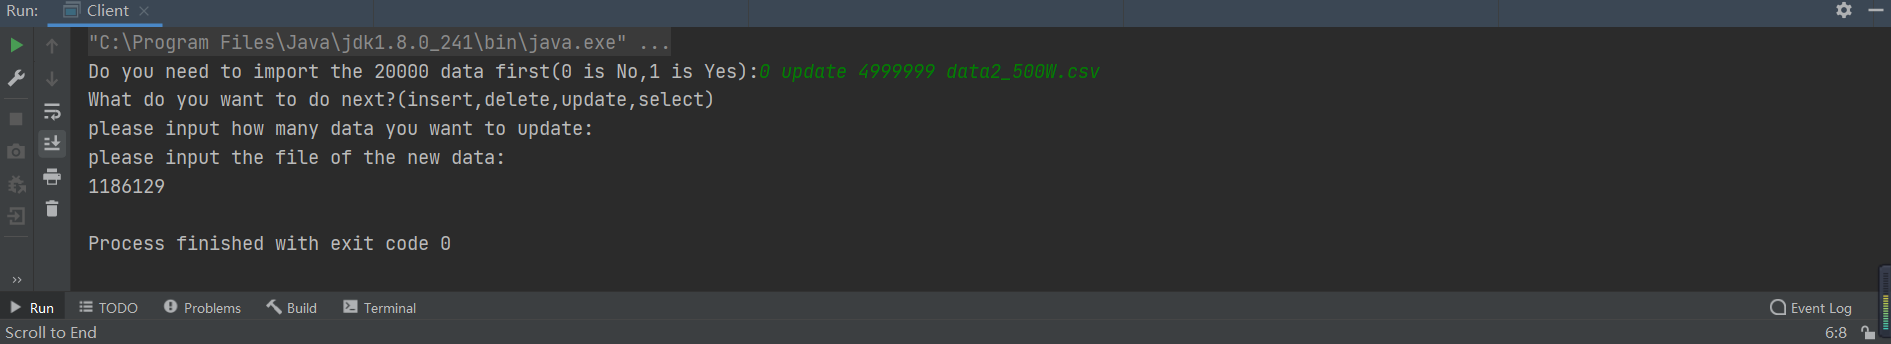 Run: Client
"C:\Program Files\Java\jdk1.8.0_241\bin\java.exe" ...
Do you need to import the 20000 data first(0 is No,1 is Yes):0 update 4999999 data2_500W.csv
What do you want to do next?(insert,delete,update,select)
please input how many data you want to update:
please input the file of the new data:
1186129
Process finished with exit code 0
Run TODO Problems Build Terminal Event Log
Scroll to End 6:8